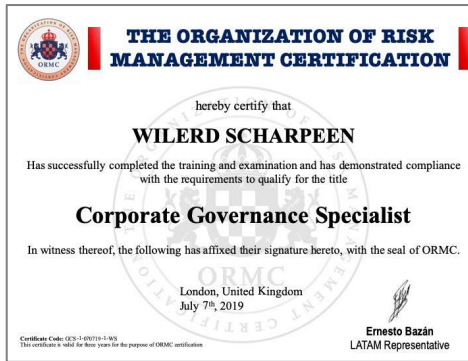 THE ORGANIZATION OF RISK
MANAGEMENT CERTIFICATION
ORMC
hereby certify that
WILERD SCHARPEEN
Has successfully completed the training and examination and has demonstrated compliance
with the requirements to qualify for the title
Corporate Governance Specialist
In witness thereof, the following has affixed their signature hereto, with the seal of ORMC.
ORMC
London, United Kingdom
July 7th, 2019
Ernesto Bazán
LATAM Representative
Certificate Code: GCS-1-070719-1-WS
This certificate is valid for three years for the purpose of ORMC certification